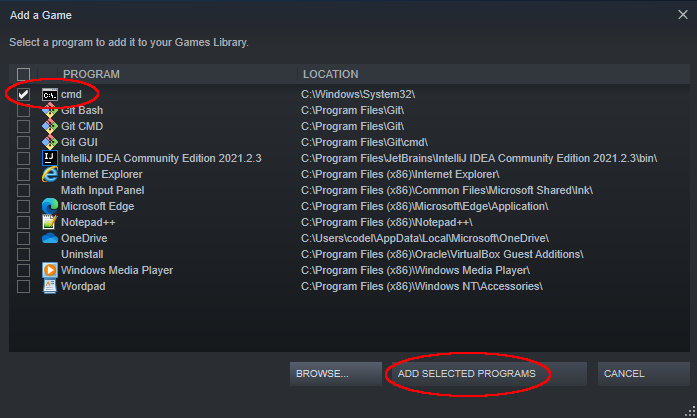 Add a Game
Select a program to add it to your Games Library.
PROGRAM LOCATION
cmd C:\Windows\System32\
Git Bash C:\Program Files\Git\
Git CMD C:\Program Files\Git\
Git GUI C:\Program Files\Git\cmd\
IntelliJ IDEA Community Edition 2021.2.3 C:\Program Files\JetBrains\IntelliJ IDEA Community Edition 2021.2.3\bin\
Internet Explorer C:\Program Files (x86)\Internet Explorer\
Math Input Panel C:\Program Files (x86)\Common Files\Microsoft Shared\Ink\
Microsoft Edge C:\Program Files (x86)\Microsoft\Edge\Application\
Notepad++ C:\Program Files (x86)\Notepad++\
OneDrive C:\Users\codel\AppData\Local\Microsoft\OneDrive\
Uninstall C:\Program Files (x86)\Oracle\VirtualBox Guest Additions\
Windows Media Player C:\Program Files (x86)\Windows Media Player\
Wordpad C:\Program Files (x86)\Windows NT\Accessories\
BROWSE... ADD SELECTED PROGRAMS CANCEL